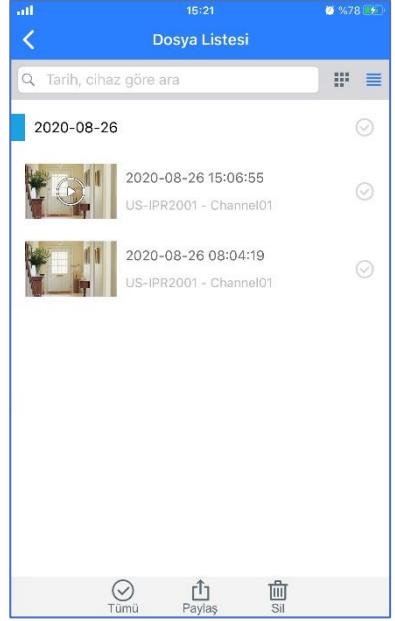 15:21
%78
Dosya Listesi
Tarih, cihaz göre ara
2020-08-26
2020-08-26 15:06:55
US-IPR2001 - Channel01
2020-08-26 08:04:19
US-IPR2001 - Channel01
Tümü Paylaş Sil